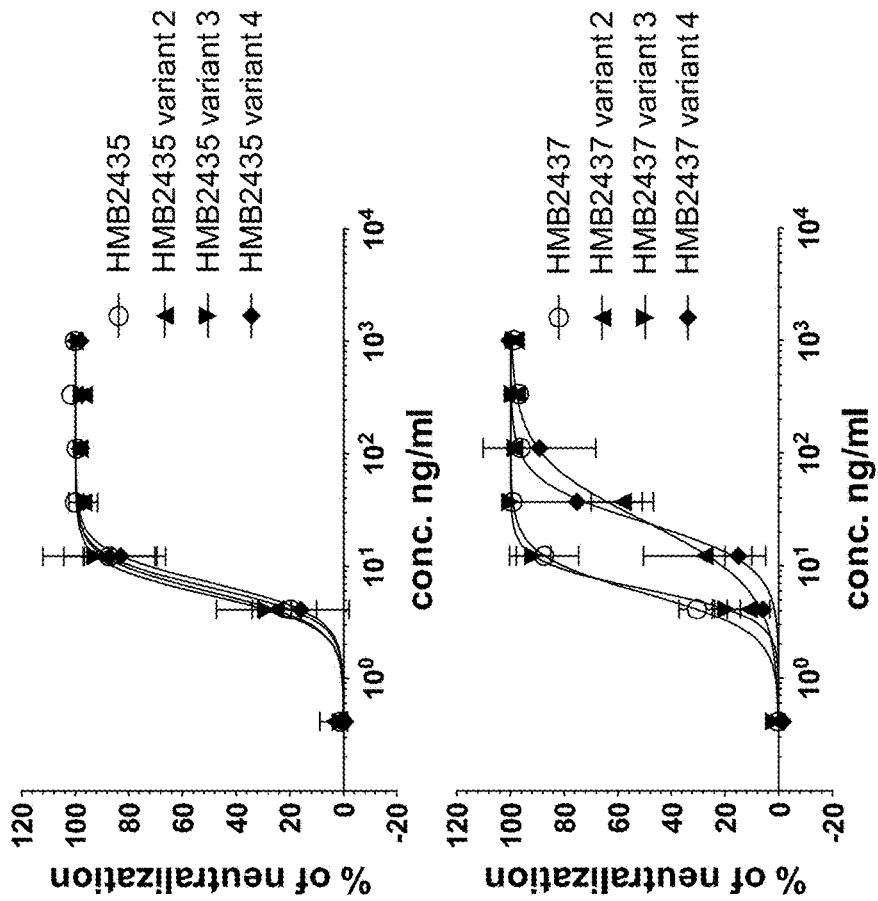 % of neutralization
120
100
80
60
40
20
0
-20
10^0
10^1
10^2
10^3
10^4
conc. ng/ml
HMB2435
HMB2435 variant 2
HMB2435 variant 3
HMB2435 variant 4
% of neutralization
120
100
80
60
40
20
0
-20
10^0
10^1
10^2
10^3
10^4
conc. ng/ml
HMB2437
HMB2437 variant 2
HMB2437 variant 3
HMB2437 variant 4